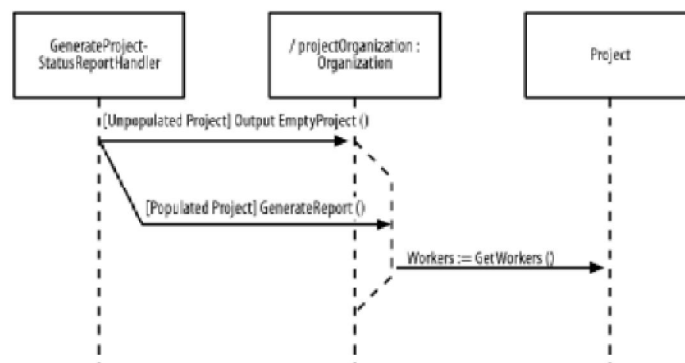 GenerateProject-
StatusReportHandler
/ projectOrganization :
Organization
Project
[Unpopulated Project] Output EmptyProject ()
[Populated Project] GenerateReport ()
Workers := GetWorkers ()